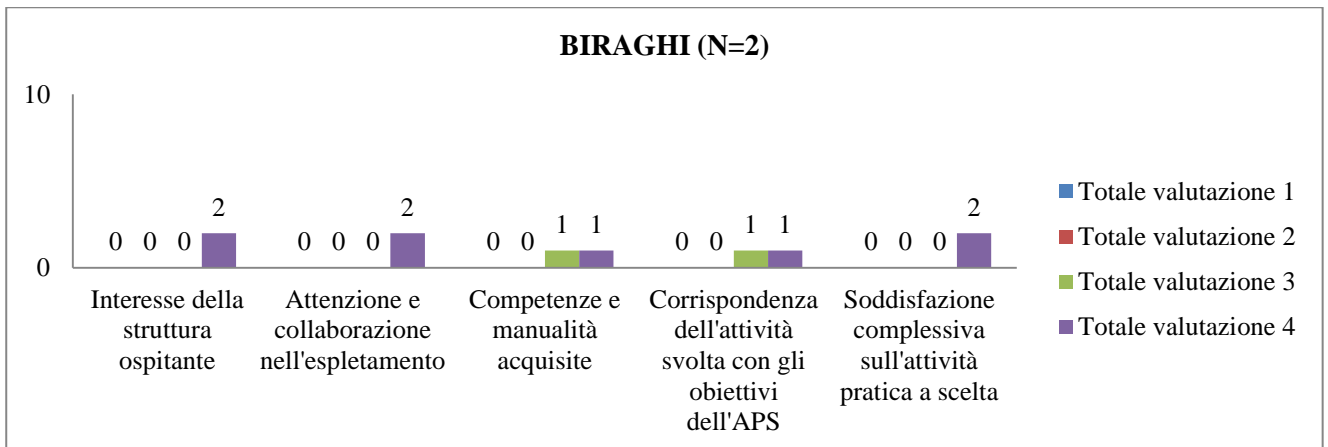 BIRAGHI (N=2)
10
0
0 0 0 2
0 0 0 2
0 0 1 1
0 0 1 1
0 0 0 2
Interesse della
struttura
ospitante
Attenzione e
collaborazione
nell'espletamento
Competenze e
manualità
acquisite
Corrispondenza
dell'attività
svolta con gli
obiettivi
dell'APS
Soddisfazione
complessiva
sull'attività
pratica a scelta
Totale valutazione 1
Totale valutazione 2
Totale valutazione 3
Totale valutazione 4